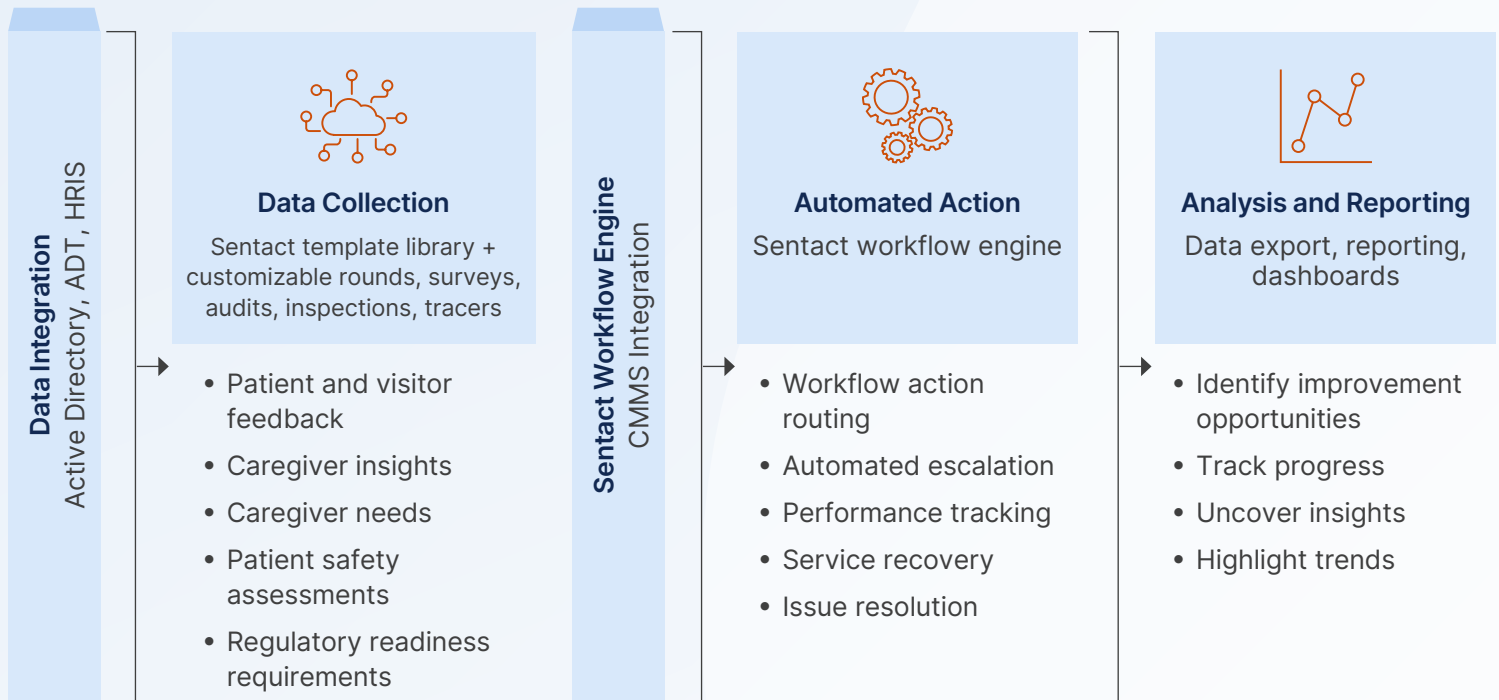 Data Integration
Active Directory, ADT, HRIS
Data Collection
Sentact template library +
customizable rounds, surveys,
audits, inspections, tracers
• Patient and visitor
feedback
• Caregiver insights
• Caregiver needs
• Patient safety
assessments
• Regulatory readiness
requirements
Sentact Workflow Engine
CMMS Integration
Automated Action
Sentact workflow engine
• Workflow action
routing
• Automated escalation
• Performance tracking
• Service recovery
• Issue resolution
Analysis and Reporting
Data export, reporting,
dashboards
• Identify improvement
opportunities
• Track progress
• Uncover insights
• Highlight trends